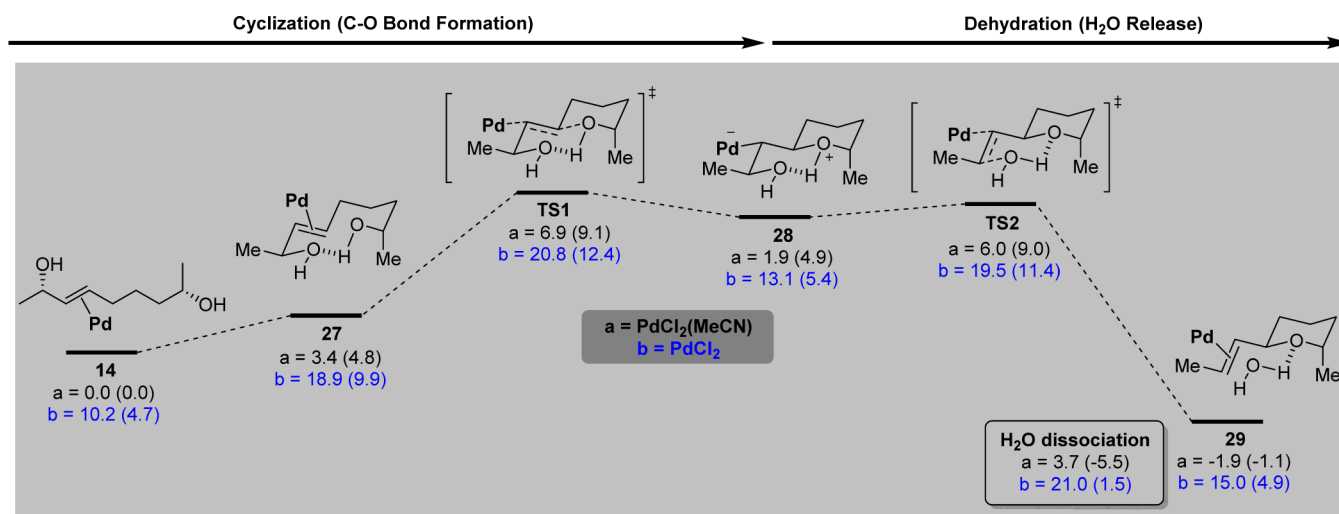 Cyclization (C-O Bond Formation)
Dehydration (H₂O Release)
OH
OH
Pd
14
a = 0.0 (0.0)
b = 10.2 (4.7)
Pd
Me
O
H
H
O
Me
27
a = 3.4 (4.8)
b = 18.9 (9.9)
‡
Pd
O
Me
O
H
H
Me
TS1
a = 6.9 (9.1)
b = 20.8 (12.4)
−
Pd
O
+
Me
O
H
H
Me
28
a = 1.9 (4.9)
b = 13.1 (5.4)
a = PdCl₂(MeCN)
b = PdCl₂
‡
Pd
O
Me
O
H
H
Me
TS2
a = 6.0 (9.0)
b = 19.5 (11.4)
Pd
O
Me
O
H
H
Me
29
a = -1.9 (-1.1)
b = 15.0 (4.9)
H₂O dissociation
a = 3.7 (-5.5)
b = 21.0 (1.5)